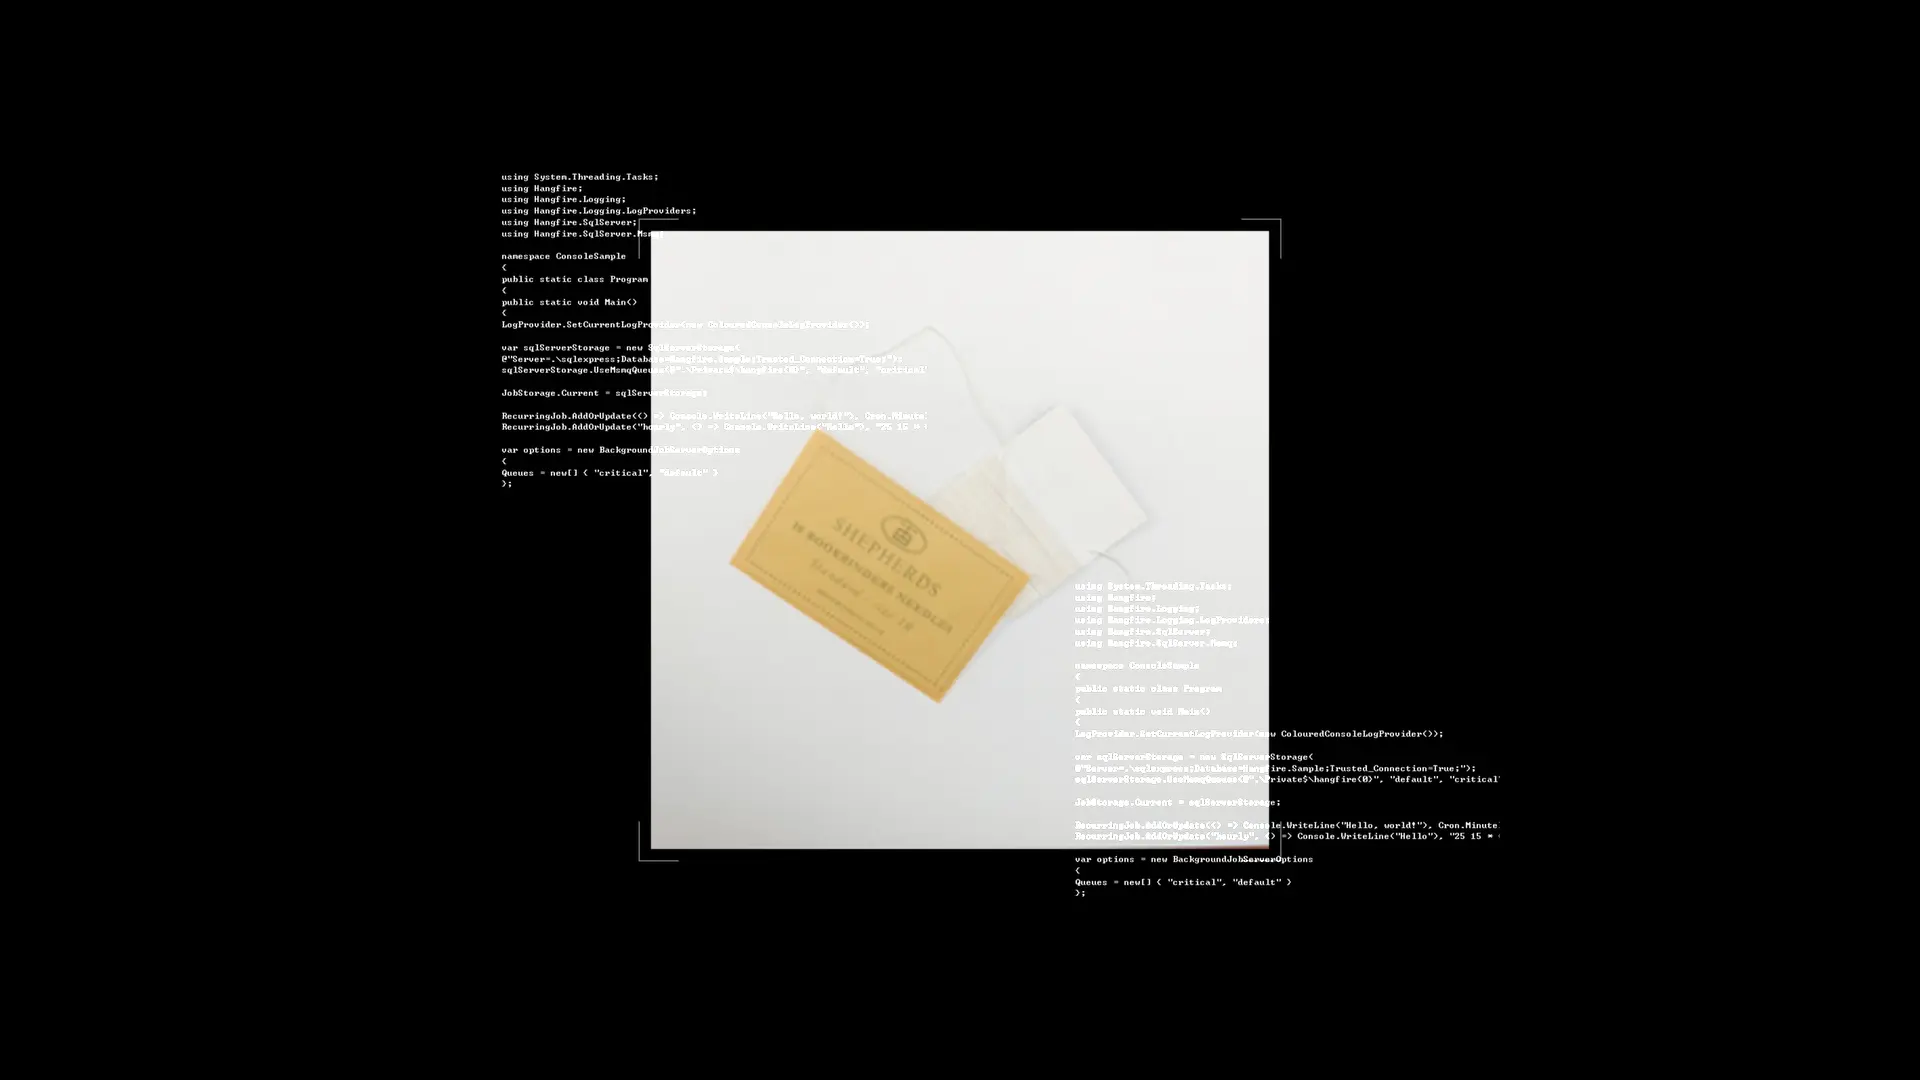 using System.Threading.Tasks;
using Hangfire;
using Hangfire.Logging;
using Hangfire.Logging.LogProviders;
using Hangfire.SqlServer;
using Hangfire.SqlServer.Msmq;
namespace ConsoleSample
{
public static class Program
{
public static void Main()
{
LogProvider.SetCurrentLogProvider(new ColouredConsoleLogProvider());
var sqlServerStorage = new SqlServerStorage(
@"Server=.\sqlexpress;Database=Hangfire.Sample;Trusted_Connection=True;");
sqlServerStorage.UseMsmqQueues(@".\Private$\hangfire{0}", "default", "critical"
JobStorage.Current = sqlServerStorage;
RecurringJob.AddOrUpdate(() => Console.WriteLine("Hello, world!"), Cron.Minute
RecurringJob.AddOrUpdate("hourly", () => Console.WriteLine("Hello"), "25 15 *
var options = new BackgroundJobServerOptions
{
Queues = new[] { "critical", "default" }
};
SHEPHERDS
BOOKBINDERS NEEDLES
using System.Threading.Tasks;
using Hangfire;
using Hangfire.Logging;
using Hangfire.Logging.LogProviders;
using Hangfire.SqlServer;
using Hangfire.SqlServer.Msmq;
namespace ConsoleSample
{
public static class Program
{
public static void Main()
{
LogProvider.SetCurrentLogProvider(new ColouredConsoleLogProvider());
var sqlServerStorage = new SqlServerStorage(
@"Server=.\sqlexpress;Database=Hangfire.Sample;Trusted_Connection=True;");
sqlServerStorage.UseMsmqQueues(@".\Private$\hangfire{0}", "default", "critical"
JobStorage.Current = sqlServerStorage;
RecurringJob.AddOrUpdate(() => Console.WriteLine("Hello, world!"), Cron.Minute
RecurringJob.AddOrUpdate("hourly", () => Console.WriteLine("Hello"), "25 15 *
var options = new BackgroundJobServerOptions
{
Queues = new[] { "critical", "default" }
};